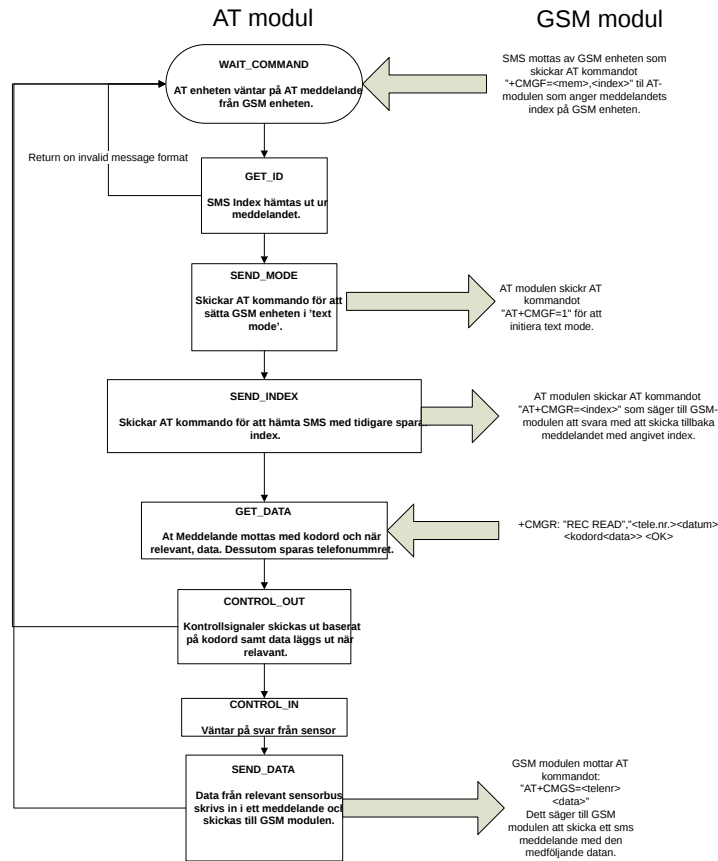 AT modul
GSM modul
WAIT_COMMAND
AT enheten väntar på AT meddelande
från GSM enheten.
SMS mottas av GSM enheten som
skickar AT kommandot
"+CMGF=<mem>,<index>" til AT-
modulen som anger meddelandets
index på GSM enheten.
Return on invalid message format
GET_ID
SMS Index hämtas ut ur
meddelandet.
SEND_MODE
Skickar AT kommando för att
sätta GSM enheten i 'text
mode'.
AT modulen skickr AT
kommandot
"AT+CMGF=1" för att
initiera text mode.
SEND_INDEX
Skickar AT kommando för att hämta SMS med tidigare sparat
index.
AT modulen skickar AT kommandot
"AT+CMGR=<index>" som säger till GSM-
modulen att svara med att skicka tillbaka
meddelandet med angivet index.
GET_DATA
At Meddelande mottas med kodord och när
relevant, data. Dessutom sparas telefonummret.
+CMGR: "REC READ","<tele.nr.><datum>
<kodord<data>> <OK>
CONTROL_OUT
Kontrollsignaler skickas ut baserat
på kodord samt data läggs ut när
relevant.
CONTROL_IN
Väntar på svar från sensor
SEND_DATA
Data från relevant sensorbus
skrivs in i ett meddelande och
skickas till GSM modulen.
GSM modulen mottar AT
kommandot:
"AT+CMGS=<telenr>
<data>"
Dett säger till GSM
modulen att skicka ett sms
meddelande med den
medföljande datan.